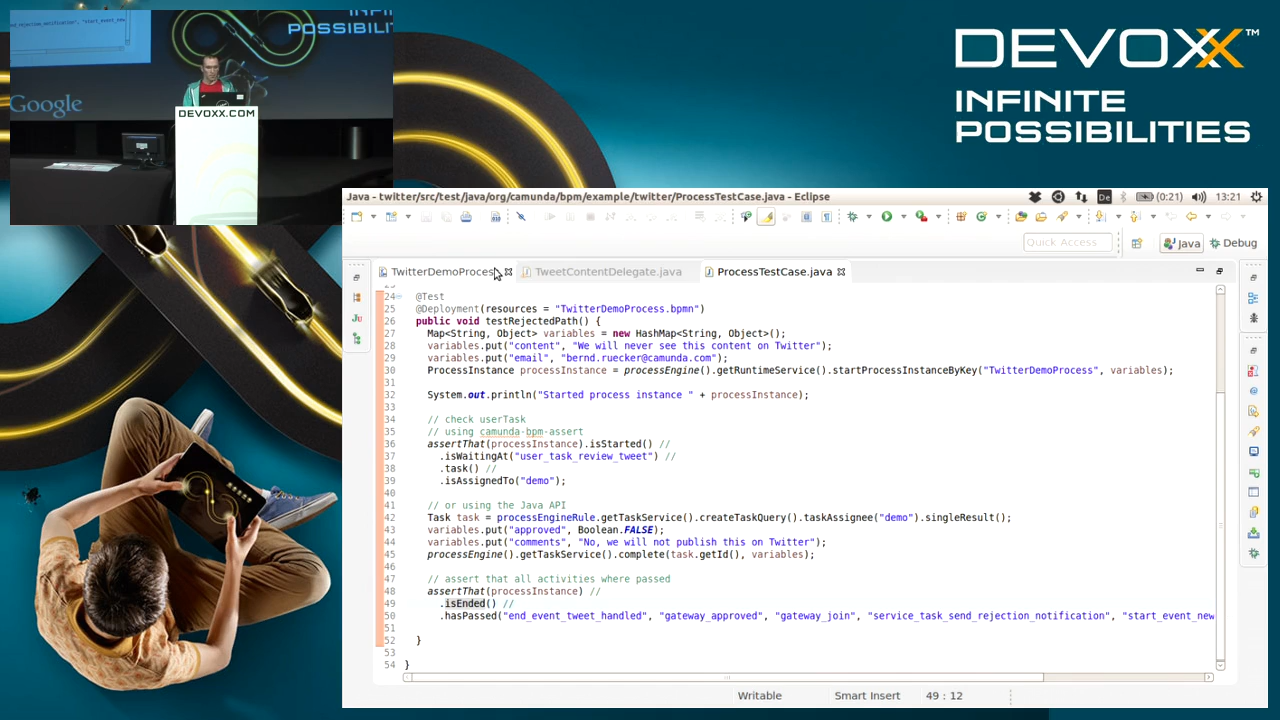 nd_rejection_notification", "start_event_new
INFINITE
POSSIBILITI
Google
DEVOXX.COM
DEVOXX™
INFINITE
POSSIBILITIES
Java - twitter/src/test/java/org/camunda/bpm/example/twitter/ProcessTestCase.java - Eclipse
De
(0:21)
13:21
Quick Access
Java
Debug
TwitterDemoProces
TweetContentDelegate.java
ProcessTestCase.java
24 @Test
25 @Deployment(resources = "TwitterDemoProcess.bpmn")
26 public void testRejectedPath() {
27 Map<String, Object> variables = new HashMap<String, Object>();
28 variables.put("content", "We will never see this content on Twitter");
29 variables.put("email", "bernd.ruecker@camunda.com");
30 ProcessInstance processInstance = processEngine().getRuntimeService().startProcessInstanceByKey("TwitterDemoProcess", variables);
31
32 System.out.println("Started process instance " + processInstance);
33
34 // check userTask
35 // using camunda-bpm-assert
36 assertThat(processInstance).isStarted() //
37 .isWaitingAt("user_task_review_tweet") //
38 .task() //
39 .isAssignedTo("demo");
40
41 // or using the Java API
42 Task task = processEngineRule.getTaskService().createTaskQuery().taskAssignee("demo").singleResult();
43 variables.put("approved", Boolean.FALSE);
44 variables.put("comments", "No, we will not publish this on Twitter");
45 processEngine().getTaskService().complete(task.getId(), variables);
46
47 // assert that all activities where passed
48 assertThat(processInstance) //
49 .isEnded() //
50 .hasPassed("end_event_tweet_handled", "gateway_approved", "gateway_join", "service_task_send_rejection_notification", "start_event_new
51
52 }
53
54 }
Writable
Smart Insert
49 : 12